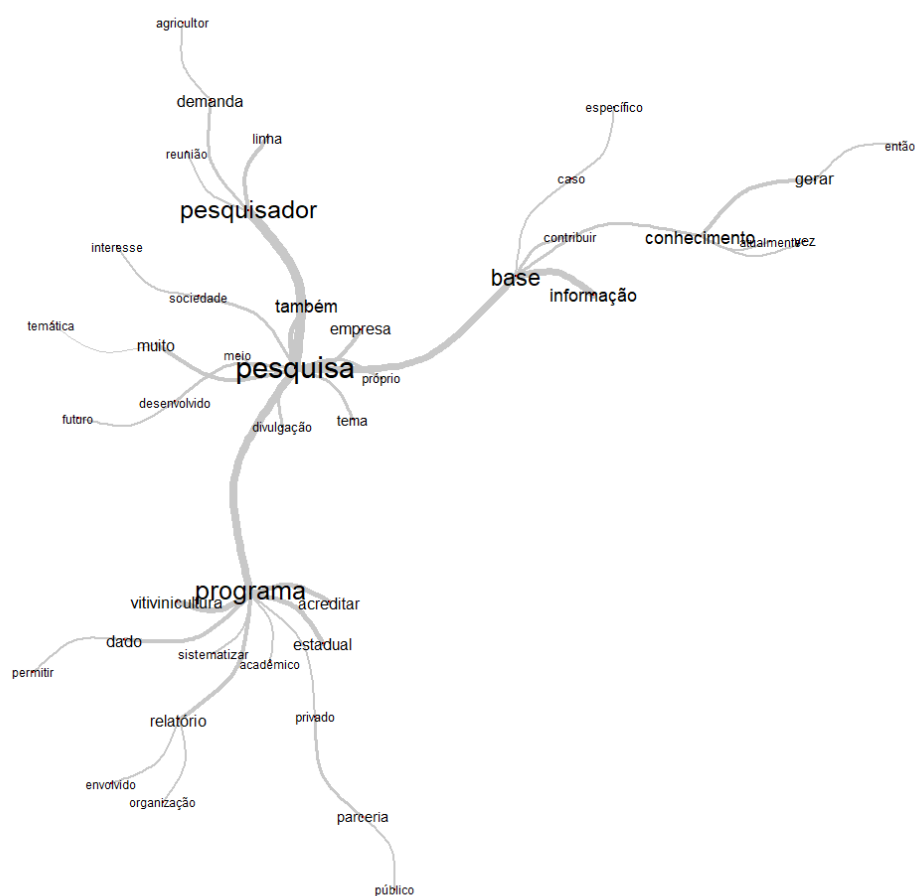 agricultor
demanda
específico
linha
então
reunião
gerar
caso
pesquisador
conhecimento
contribuir
atualmente
vez
interesse
base
informação
sociedade
também
temática
empresa
muito
meio
pesquisa
próprio
desenvolvido
futuro
tema
divulgação
programa
vitivinicultura
acreditar
dado
estadual
sistematizar
acadêmico
permitir
privado
relatório
envolvido
organização
parceria
público